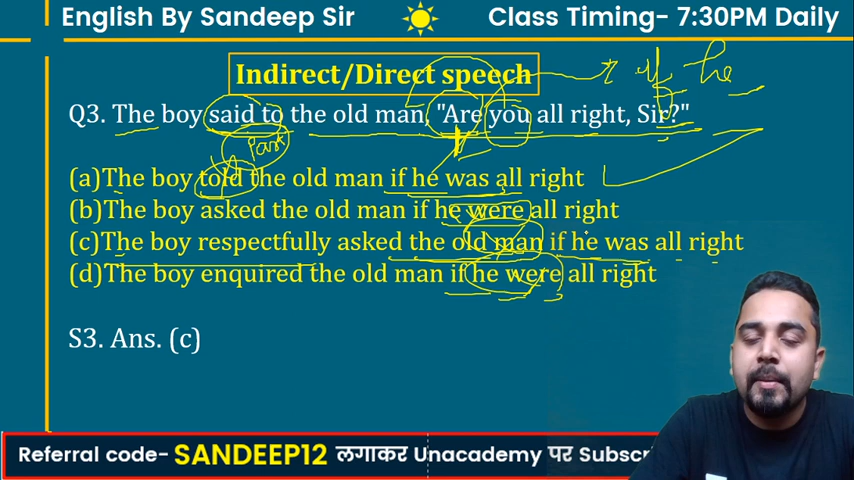 English By Sandeep Sir
Class Timing- 7:30PM Daily
Indirect/Direct speech
if he
Q3. The boy said to the old man, "Are you all right, Sir?"
Past
(a)The boy told the old man if he was all right
(b)The boy asked the old man if he were all right
(c)The boy respectfully asked the old man if he was all right
(d)The boy enquired the old man if he were all right
S3. Ans. (c)
Referral code- SANDEEP12 लगाकर Unacademy पर